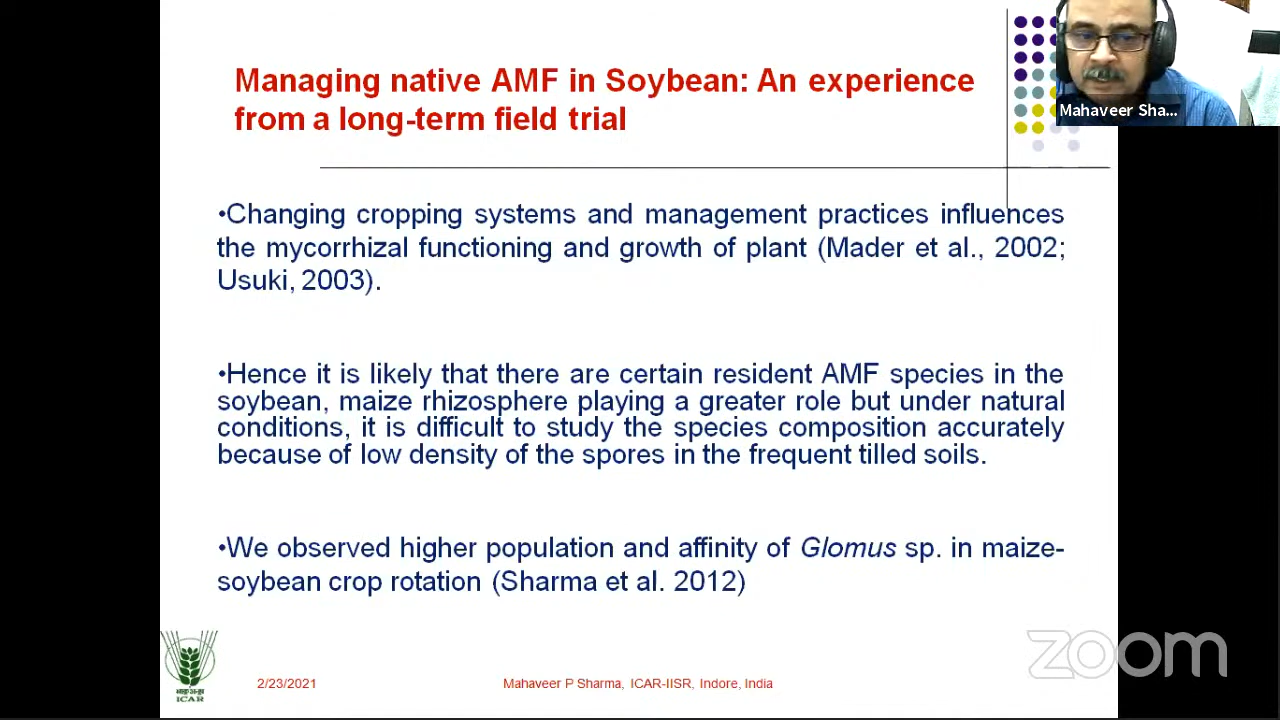 Managing native AMF in Soybean: An experience
from a long-term field trial
Mahaveer Sha...
•Changing cropping systems and management practices influences
the mycorrhizal functioning and growth of plant (Mader et al., 2002;
Usuki, 2003).
•Hence it is likely that there are certain resident AMF species in the
soybean, maize rhizosphere playing a greater role but under natural
conditions, it is difficult to study the species composition accurately
because of low density of the spores in the frequent tilled soils.
•We observed higher population and affinity of Glomus sp. in maize-
soybean crop rotation (Sharma et al. 2012)
zoom
भाकृअनुप
ICAR
2/23/2021
Mahaveer P Sharma, ICAR-IISR, Indore, India